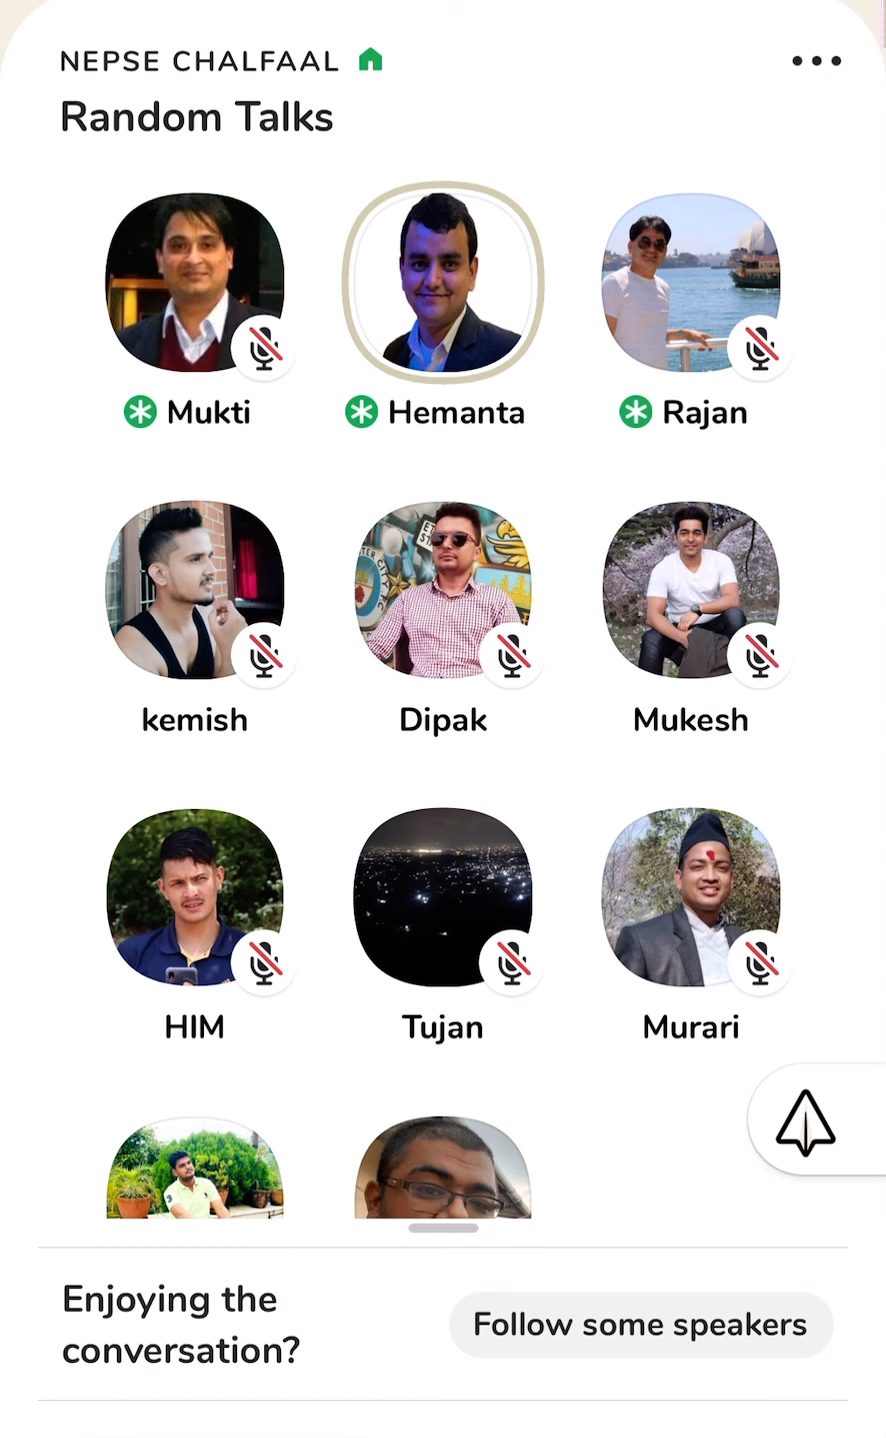 NEPSE CHALFAAL
Random Talks
Mukti
Hemanta
Rajan
kemish
Dipak
Mukesh
HIM
Tujan
Murari
Enjoying the
conversation?
Follow some speakers